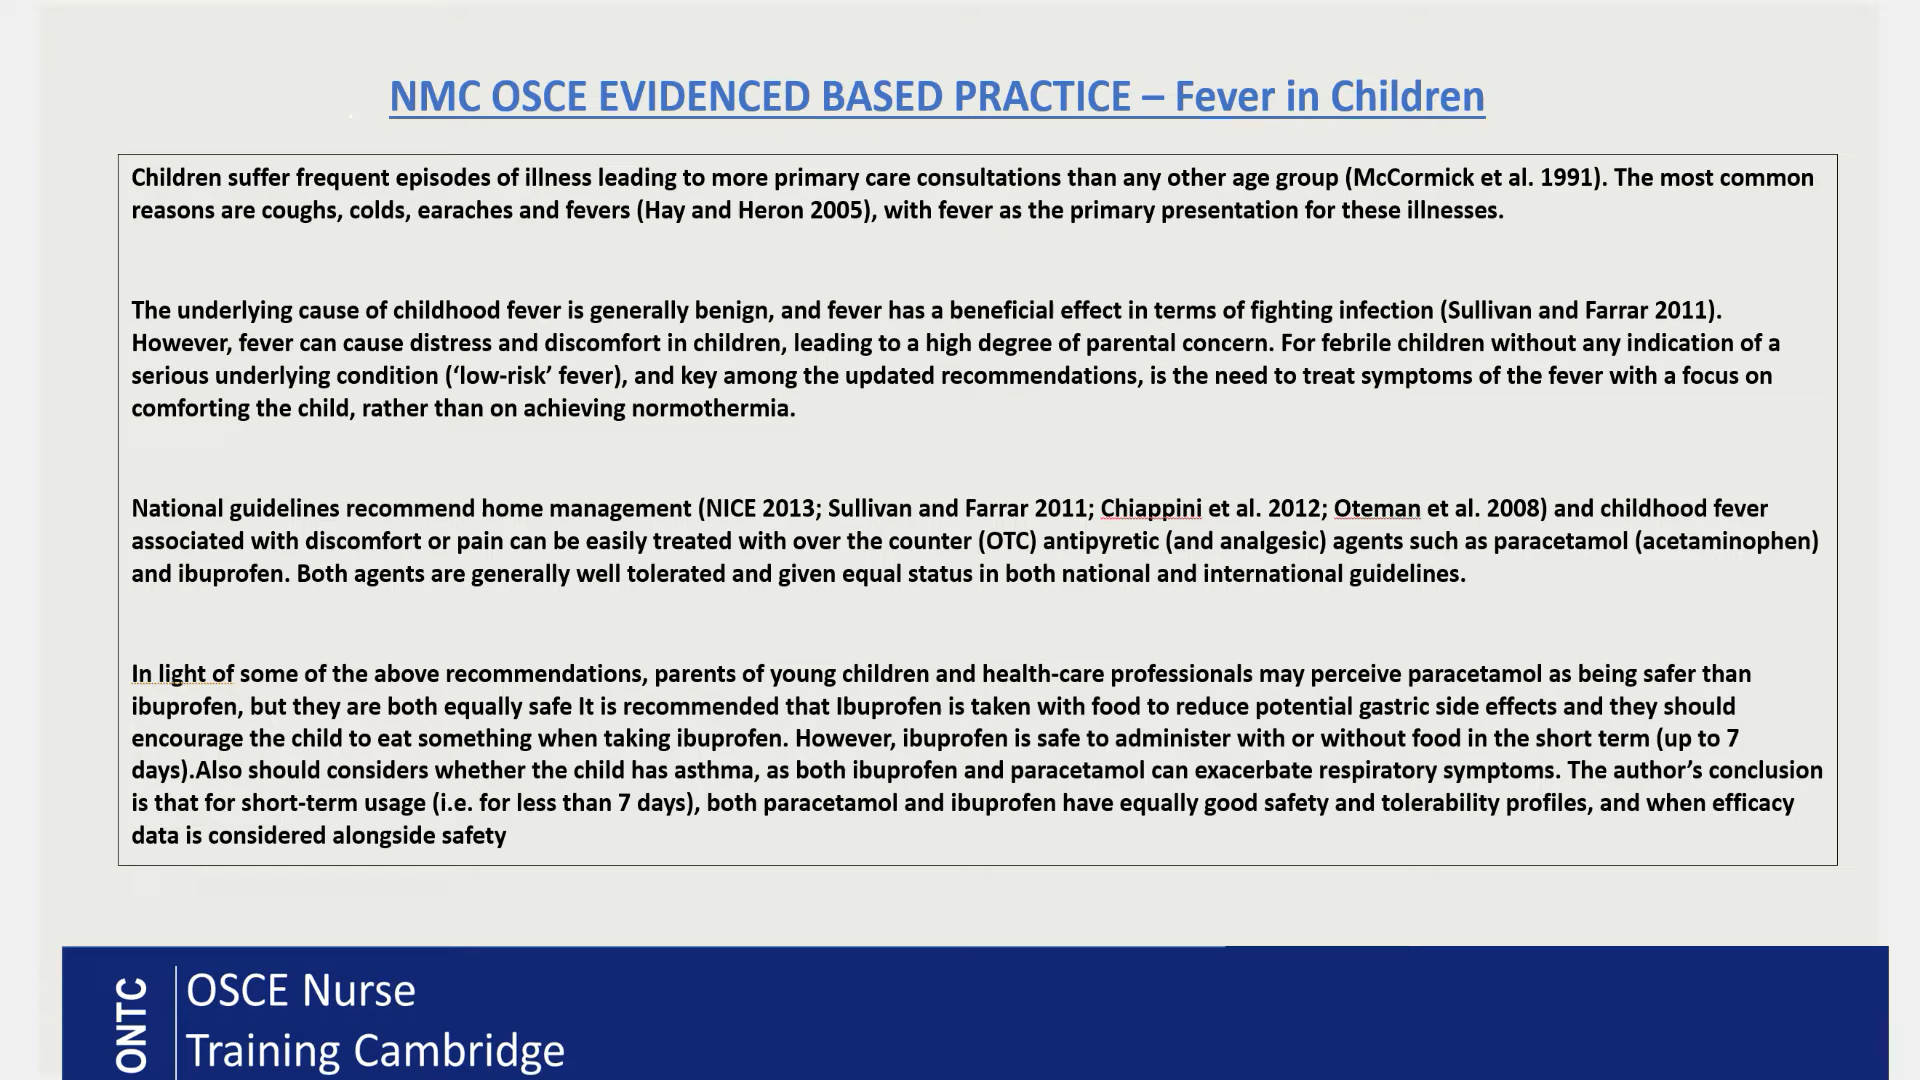 NMC OSCE EVIDENCED BASED PRACTICE – Fever in Children
Children suffer frequent episodes of illness leading to more primary care consultations than any other age group (McCormick et al. 1991). The most common
reasons are coughs, colds, earaches and fevers (Hay and Heron 2005), with fever as the primary presentation for these illnesses.
The underlying cause of childhood fever is generally benign, and fever has a beneficial effect in terms of fighting infection (Sullivan and Farrar 2011).
However, fever can cause distress and discomfort in children, leading to a high degree of parental concern. For febrile children without any indication of a
serious underlying condition (‘low-risk’ fever), and key among the updated recommendations, is the need to treat symptoms of the fever with a focus on
comforting the child, rather than on achieving normothermia.
National guidelines recommend home management (NICE 2013; Sullivan and Farrar 2011; Chiappini et al. 2012; Oteman et al. 2008) and childhood fever
associated with discomfort or pain can be easily treated with over the counter (OTC) antipyretic (and analgesic) agents such as paracetamol (acetaminophen)
and ibuprofen. Both agents are generally well tolerated and given equal status in both national and international guidelines.
In light of some of the above recommendations, parents of young children and health-care professionals may perceive paracetamol as being safer than
ibuprofen, but they are both equally safe It is recommended that Ibuprofen is taken with food to reduce potential gastric side effects and they should
encourage the child to eat something when taking ibuprofen. However, ibuprofen is safe to administer with or without food in the short term (up to 7
days).Also should considers whether the child has asthma, as both ibuprofen and paracetamol can exacerbate respiratory symptoms. The author’s conclusion
is that for short-term usage (i.e. for less than 7 days), both paracetamol and ibuprofen have equally good safety and tolerability profiles, and when efficacy
data is considered alongside safety
ONTC
OSCE Nurse
Training Cambridge